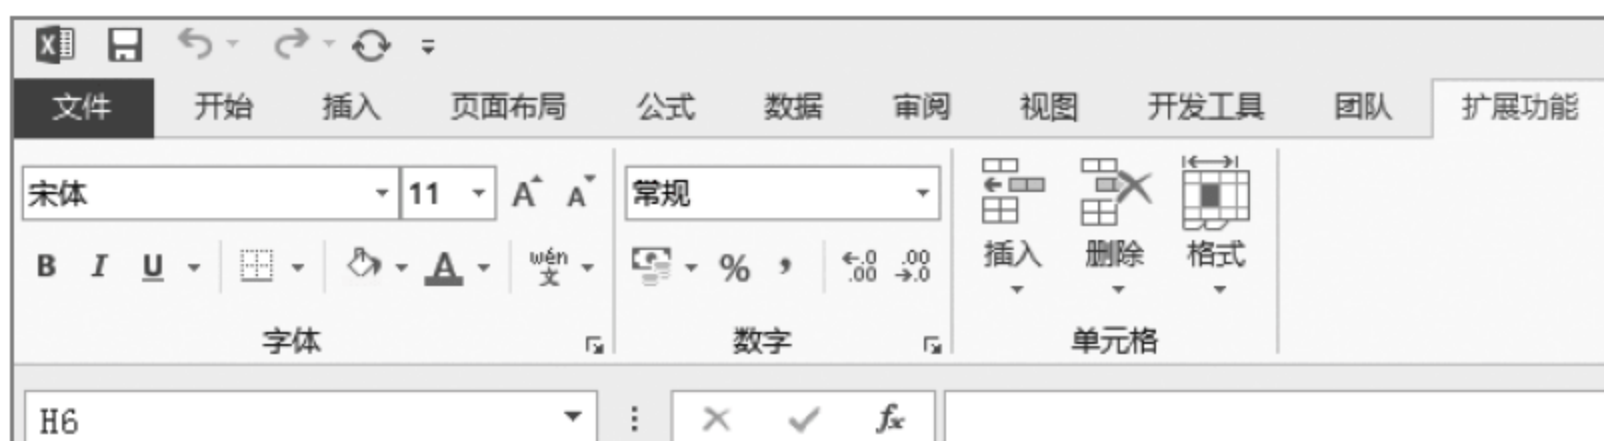 文件 开始 插入 页面布局 公式 数据 审阅 视图 开发工具 团队 扩展功能
宋体 11 A A 常规
B I U A wén 文 % , ←.0 .00 .00 →.0
插入 删除 格式
字体 数字 单元格
H6 fx